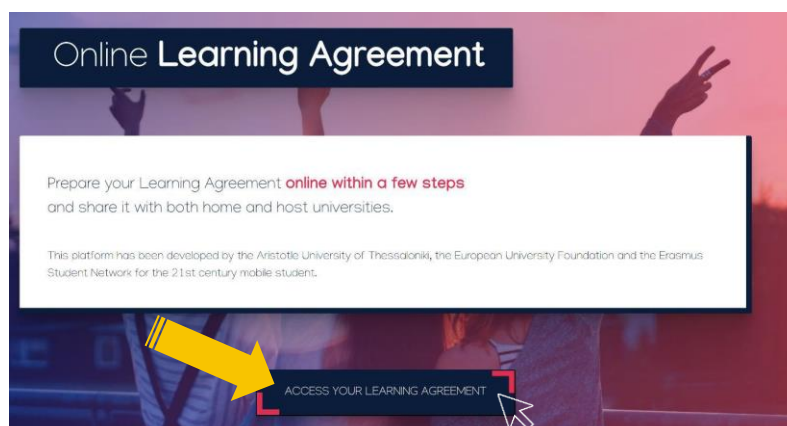 Online Learning Agreement
Prepare your Learning Agreement online within a few steps
and share it with both home and host universities.
This platform has been developed by the Aristotle University of Thessaloniki, the European University Foundation and the Erasmus
Student Network for the 21st century mobile student.
ACCESS YOUR LEARNING AGREEMENT